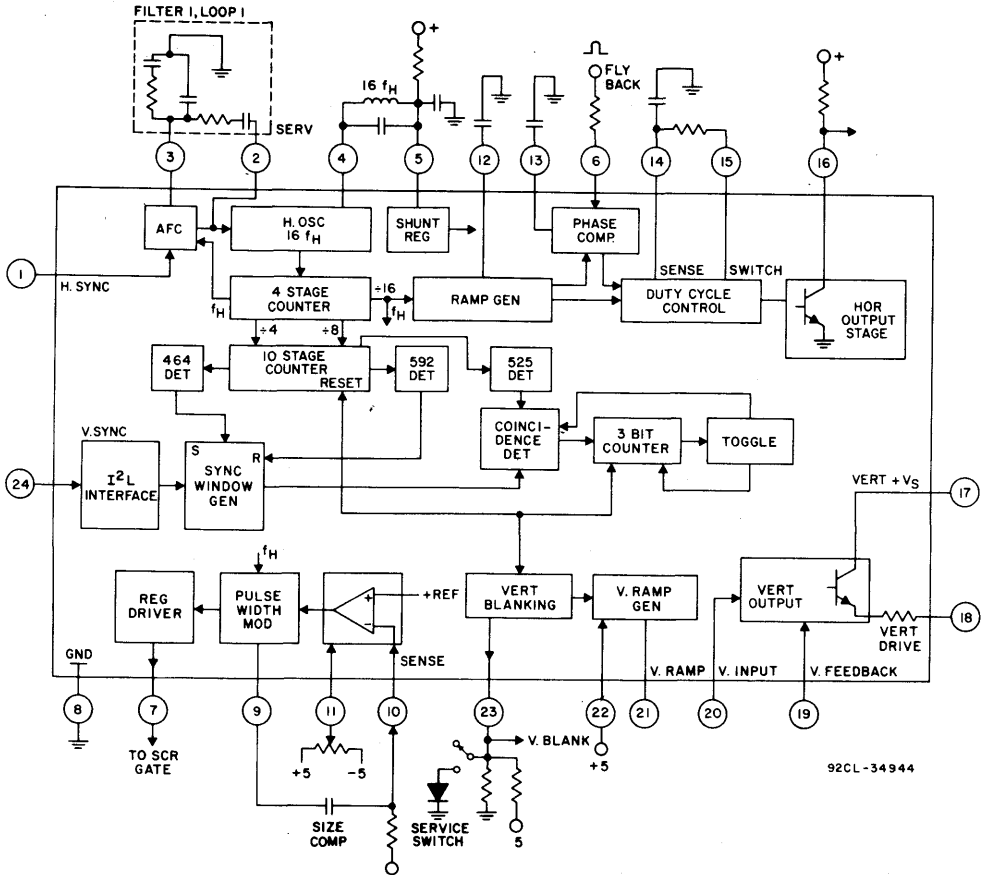 FILTER 1, LOOP 1
SERV
16 fH
+
FLY
BACK
+
3
2
4
5
12
13
6
14
15
16
AFC
H. OSC
16 fH
SHUNT
REG
PHASE
COMP.
SENSE
SWITCH
1
H. SYNC
fH
4 STAGE
COUNTER
÷16
fH
RAMP GEN
DUTY CYCLE
CONTROL
HOR
OUTPUT
STAGE
÷4
÷8
464
DET
10 STAGE
COUNTER
RESET
592
DET
525
DET
COINCI-
DENCE
DET
3 BIT
COUNTER
TOGGLE
V. SYNC
24
I²L
INTERFACE
S
R
SYNC
WINDOW
GEN
VERT + VS
17
fH
REG
DRIVER
PULSE
WIDTH
MOD
+
−
+REF
SENSE
VERT
BLANKING
V. RAMP
GEN
VERT
OUTPUT
18
VERT
DRIVE
GND
V. RAMP
V. INPUT
V. FEEDBACK
8
7
9
11
10
23
22
21
20
19
TO SCR
GATE
+5
−5
V. BLANK
+5
SIZE
COMP
SERVICE
SWITCH
5
92CL-34944